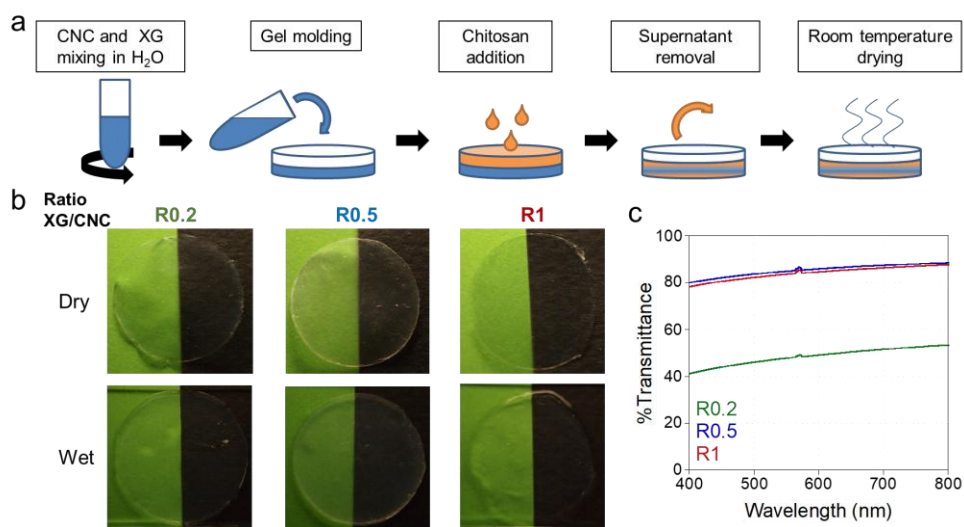 a
CNC and XG
mixing in H₂O
Gel molding
Chitosan
addition
Supernatant
removal
Room temperature
drying
b
Ratio
XG/CNC
R0.2
R0.5
R1
Dry
Wet
c
%Transmittance
100
80
60
40
20
0
R0.2
R0.5
R1
400
500
600
700
800
Wavelength (nm)